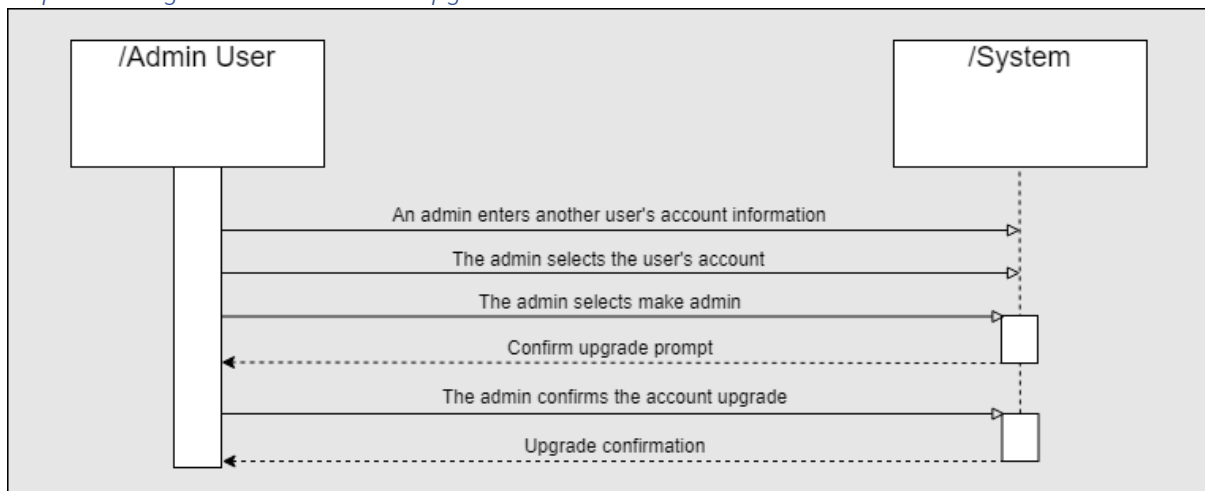 /Admin User
/System
An admin enters another user's account information
The admin selects the user's account
The admin selects make admin
Confirm upgrade prompt
The admin confirms the account upgrade
Upgrade confirmation